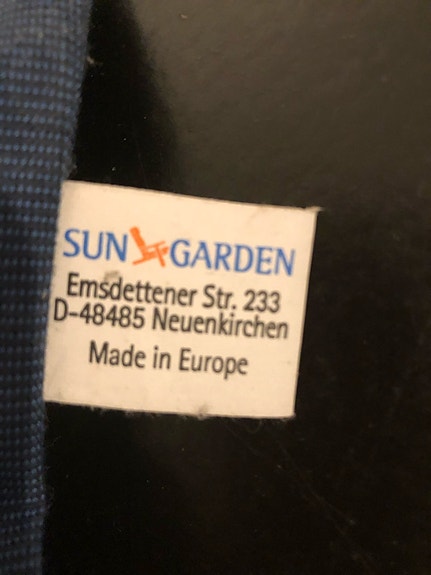 SUN GARDEN
Emsdettener Str. 233
D-48485 Neuenkirchen
Made in Europe